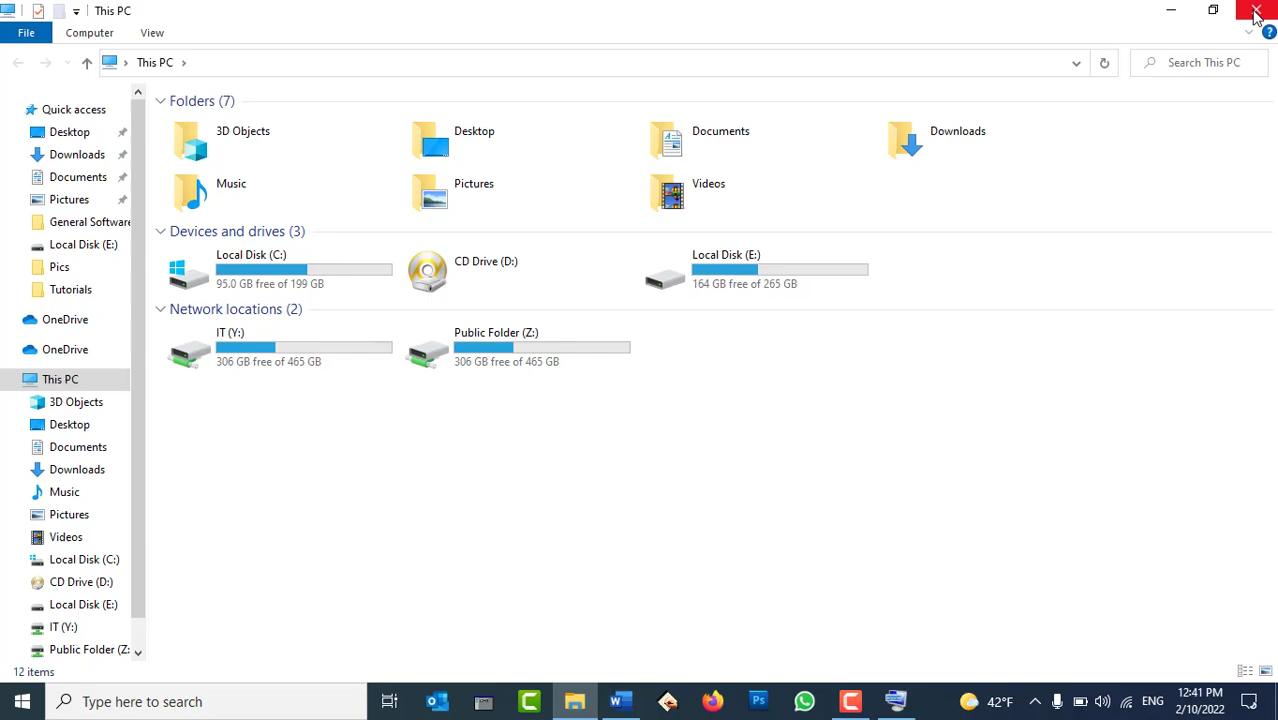 This PC
File Computer View
This PC
Search This PC
Quick access
Desktop
Downloads
Documents
Pictures
General Software
Local Disk (E:)
Pics
Tutorials
OneDrive
OneDrive
This PC
3D Objects
Desktop
Documents
Downloads
Music
Pictures
Videos
Local Disk (C:)
CD Drive (D:)
Local Disk (E:)
IT (Y:)
Public Folder (Z:
Folders (7)
3D Objects
Desktop
Documents
Downloads
Music
Pictures
Videos
Devices and drives (3)
Local Disk (C:)
95.0 GB free of 199 GB
CD Drive (D:)
Local Disk (E:)
164 GB free of 265 GB
Network locations (2)
IT (Y:)
306 GB free of 465 GB
Public Folder (Z:)
306 GB free of 465 GB
12 items
Type here to search
42°F
ENG
12:41 PM
2/10/2022